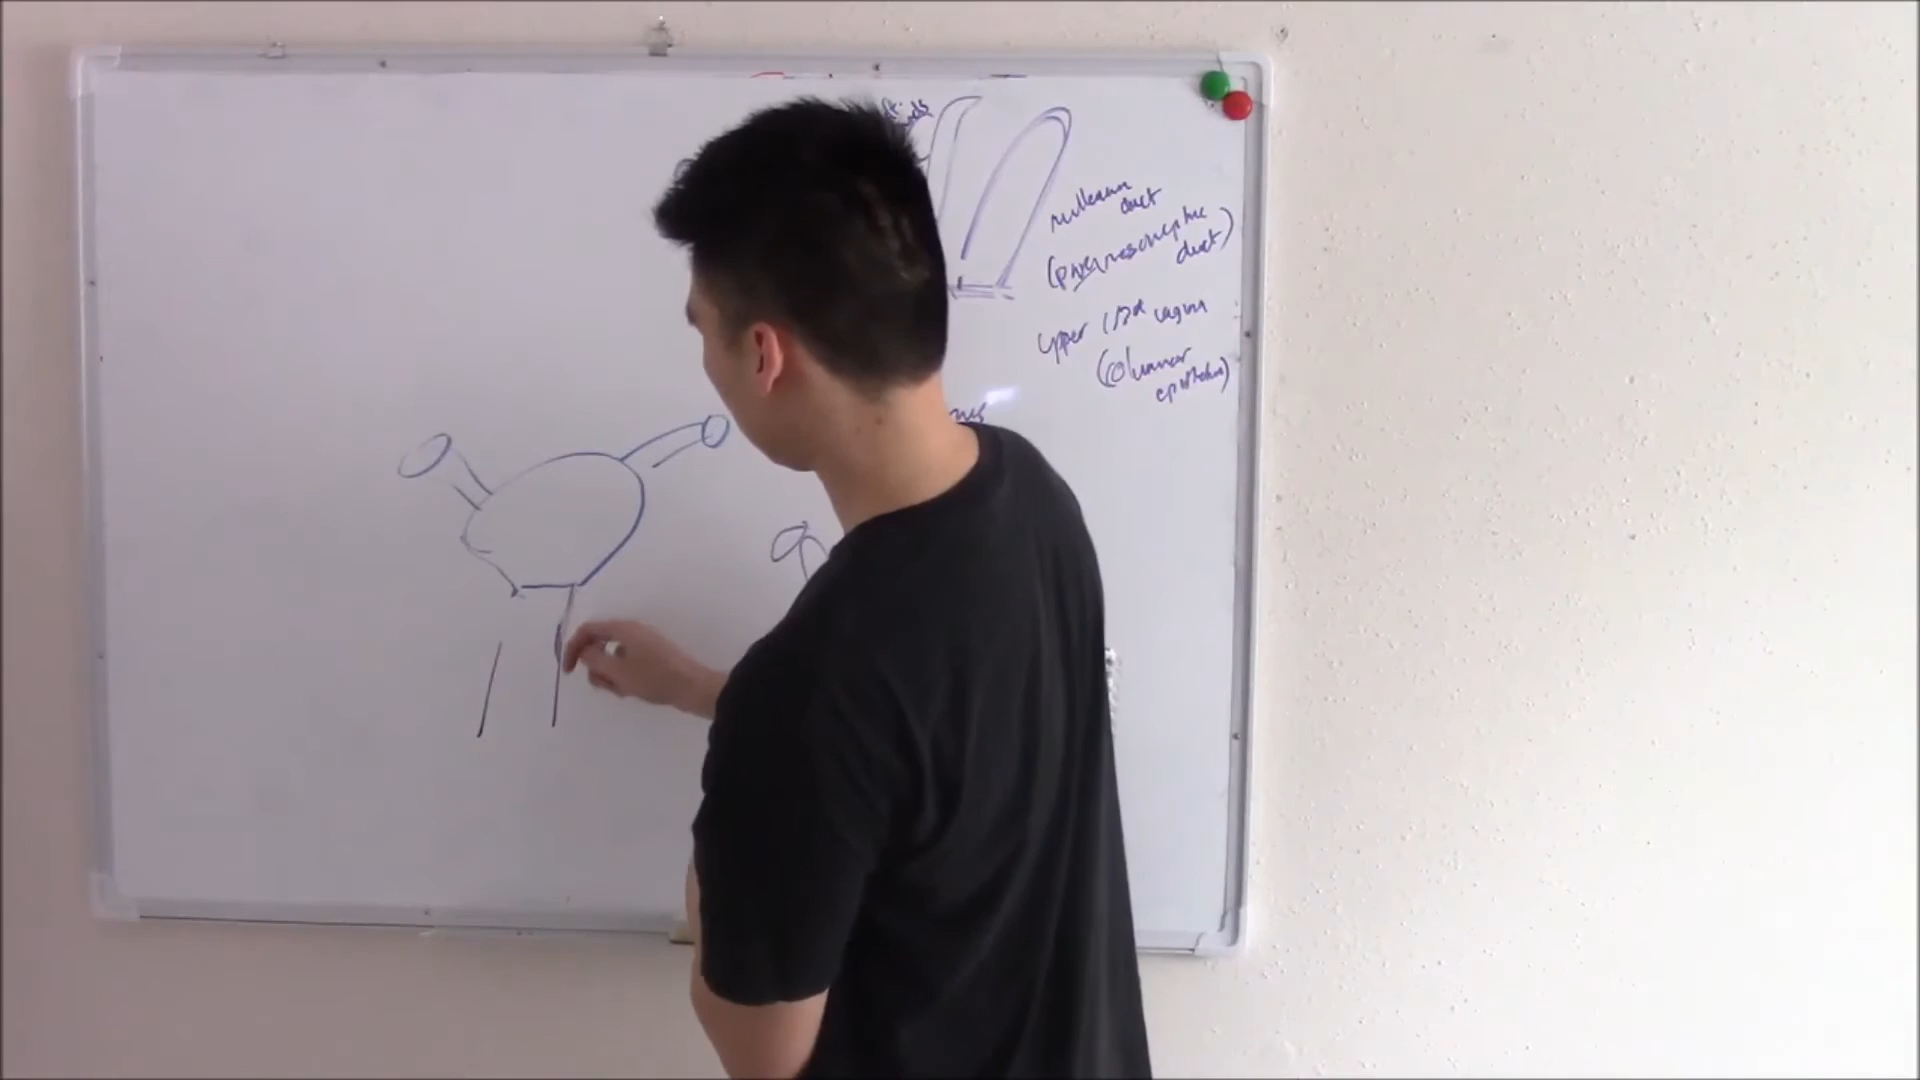 mullerian
duct
(paramesonephric
duct)
upper 1/3rd vagina
(columnar
epithelium)